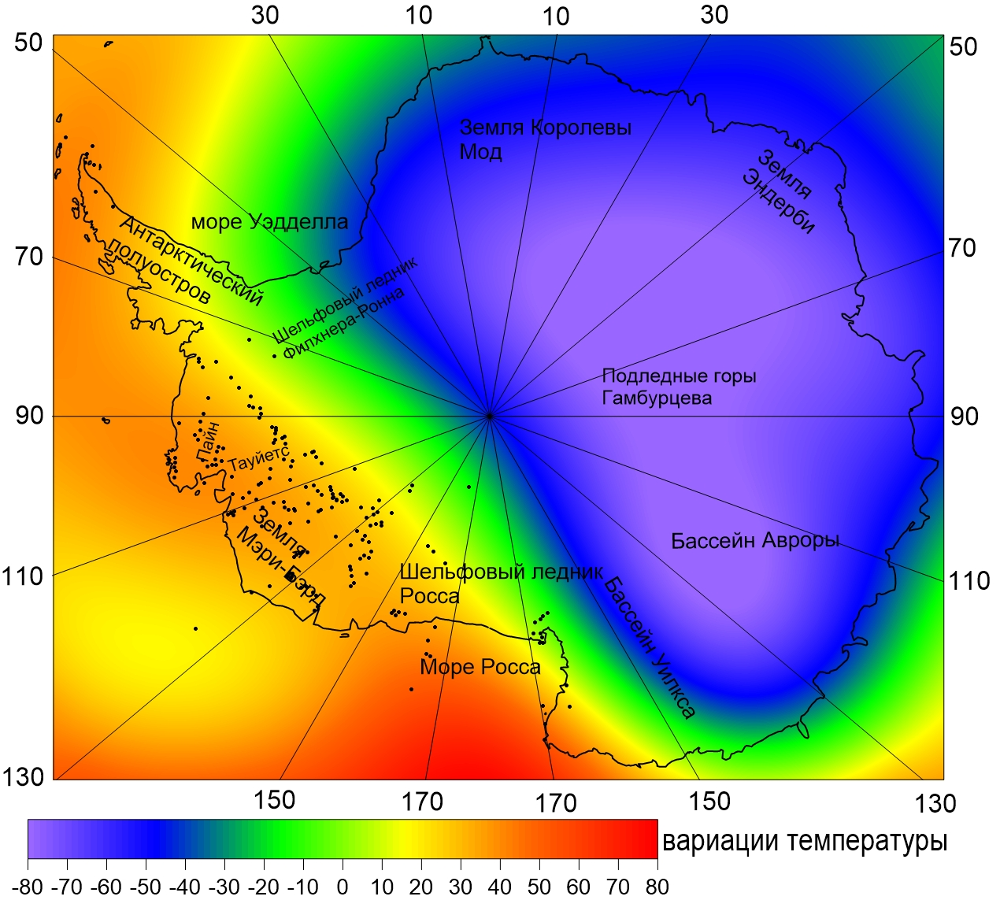 30 10 10 30
50 50
Земля Королевы
Мод
Земля
Эндерби
море Уэдделла
Антарктический
полуостров
70 70
Шельфовый ледник
Филхнера-Ронна
Подледные горы
Гамбурцева
90 90
Пайн
Тауйетс
Земля
Мэри-Бэрд
Бассейн Авроры
Шельфовый ледник
Росса
110 110
Бассейн Уилкса
Море Росса
130 150 170 170 150 130
вариации температуры
-80 -70 -60 -50 -40 -30 -20 -10 0 10 20 30 40 50 60 70 80